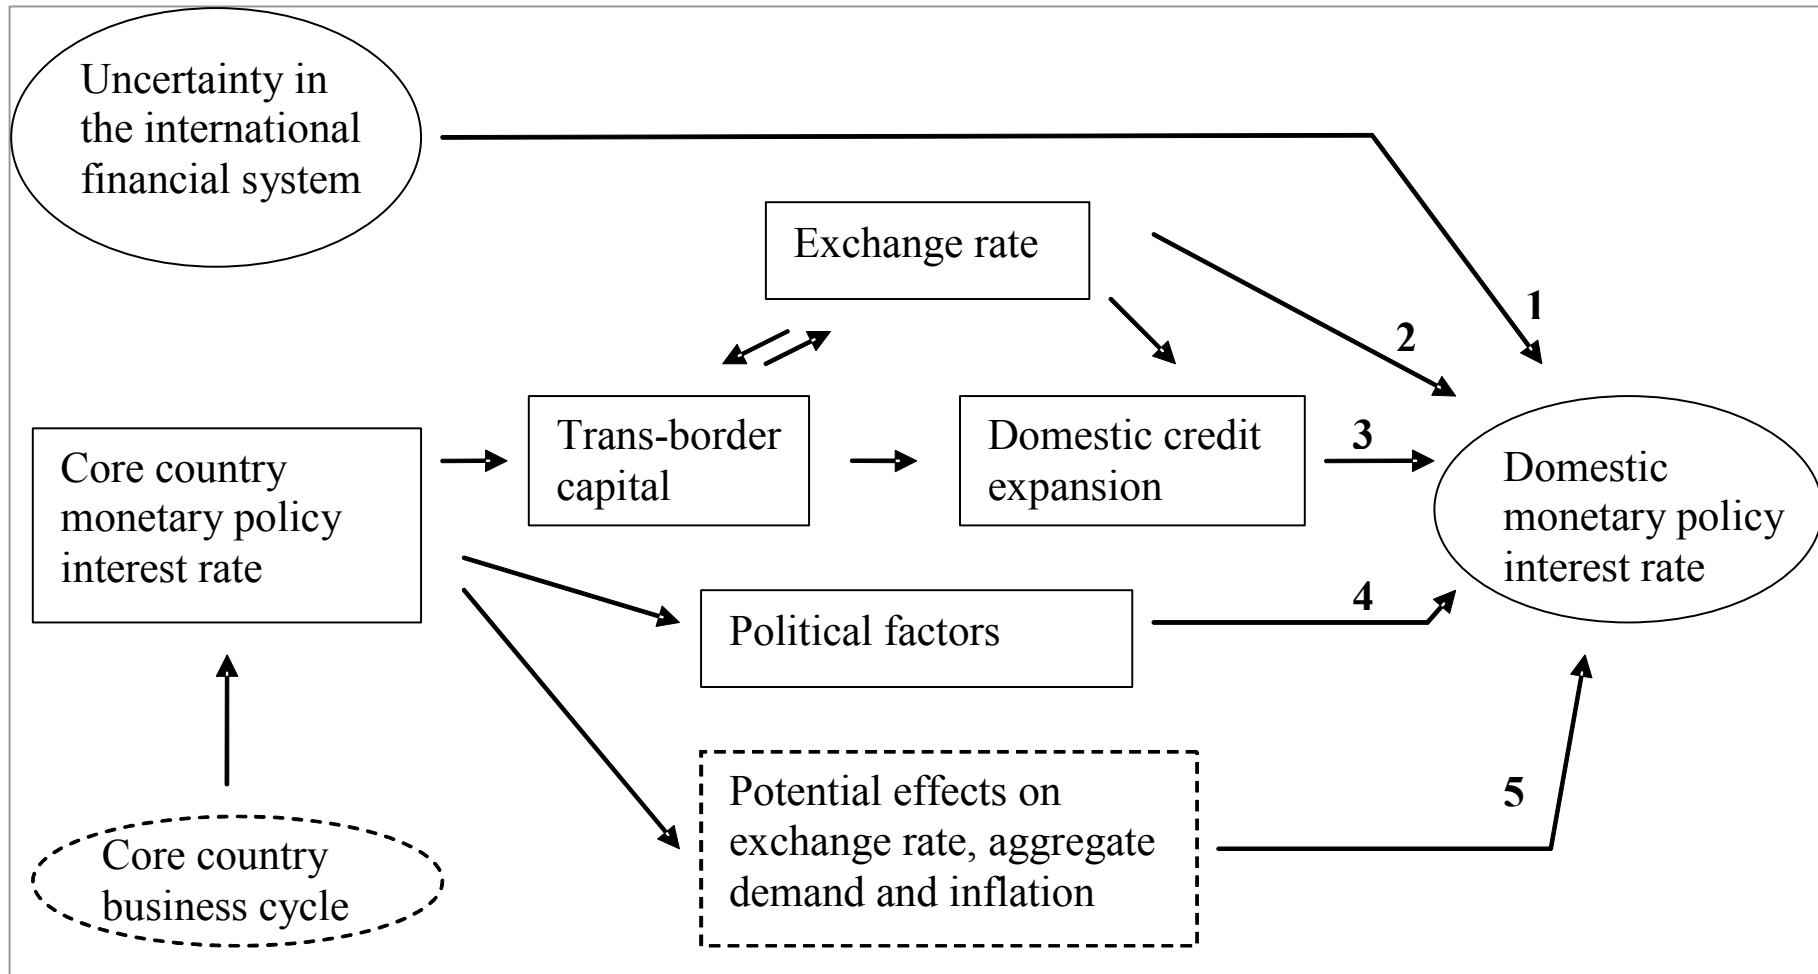 Uncertainty in
the international
financial system
Exchange rate
1
2
Trans-border
capital
Domestic credit
expansion
3
Core country
monetary policy
interest rate
Domestic
monetary policy
interest rate
4
Political factors
Potential effects on
exchange rate, aggregate
demand and inflation
5
Core country
business cycle